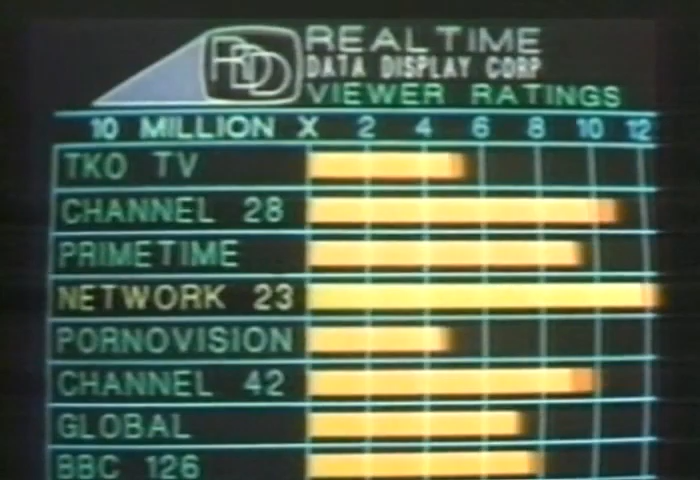 RDD
REAL TIME
DATA DISPLAY CORP
VIEWER RATINGS
10 MILLION X 2 4 6 8 10 12
TKO TV
CHANNEL 28
PRIMETIME
NETWORK 23
PORNOVISION
CHANNEL 42
GLOBAL
BBC 126